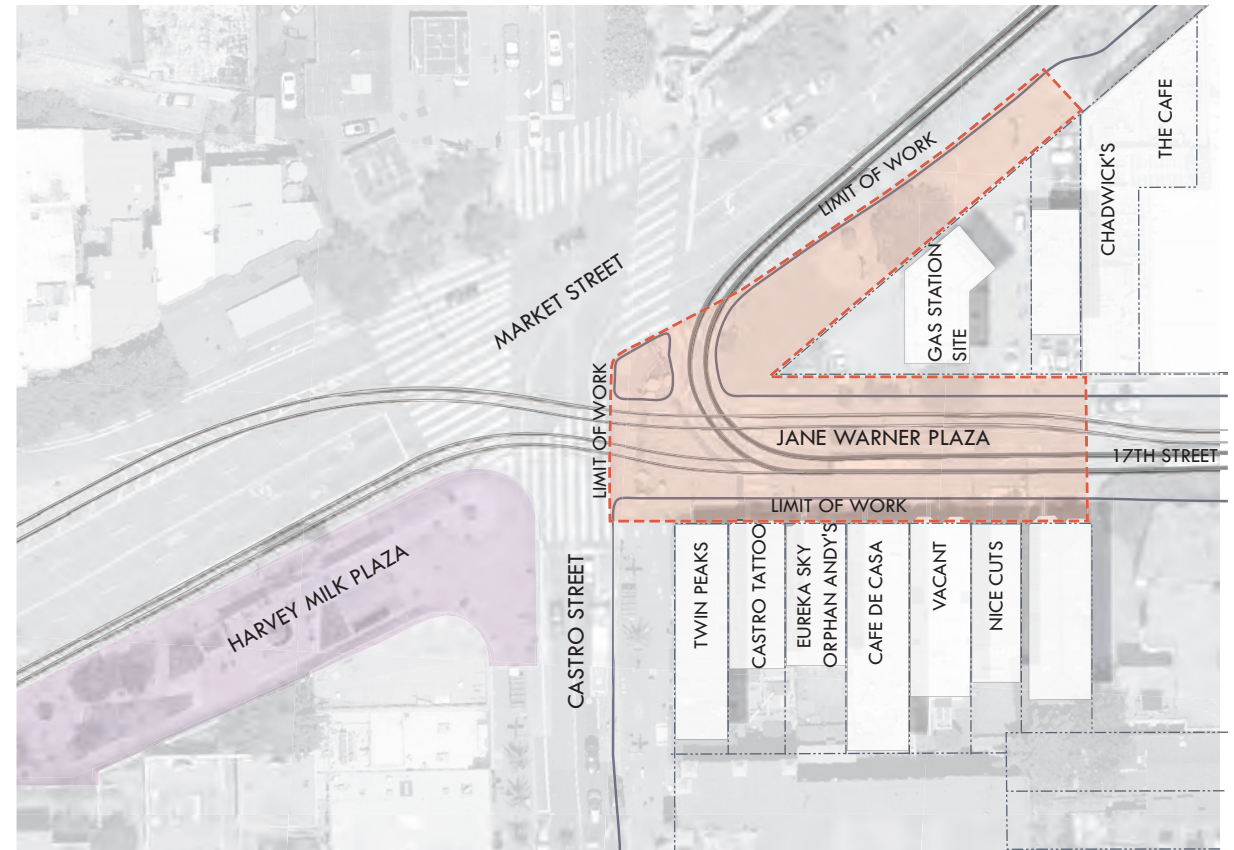 THE CAFE
CHADWICK'S
LIMIT OF WORK
GAS STATION
SITE
MARKET STREET
LIMIT OF WORK
JANE WARNER PLAZA
17TH STREET
LIMIT OF WORK
HARVEY MILK PLAZA
CASTRO STREET
TWIN PEAKS
CASTRO TATTOO
EUREKA SKY
ORPHAN ANDY'S
CAFE DE CASA
VACANT
NICE CUTS